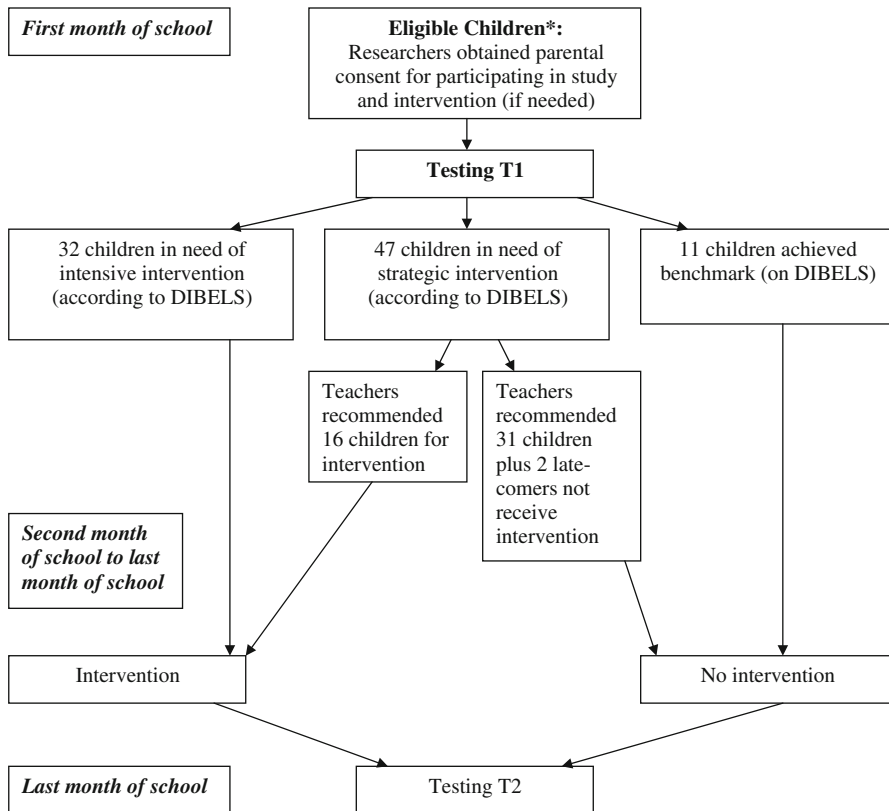 First month of school
Eligible Children*:
Researchers obtained parental
consent for participating in study
and intervention (if needed)
Testing T1
32 children in need of
intensive intervention
(according to DIBELS)
47 children in need of
strategic intervention
(according to DIBELS)
11 children achieved
benchmark (on DIBELS)
Teachers
recommended
16 children for
intervention
Teachers
recommended
31 children
plus 2 late-
comers not
receive
intervention
Second month
of school to last
month of school
Intervention
No intervention
Last month of school
Testing T2